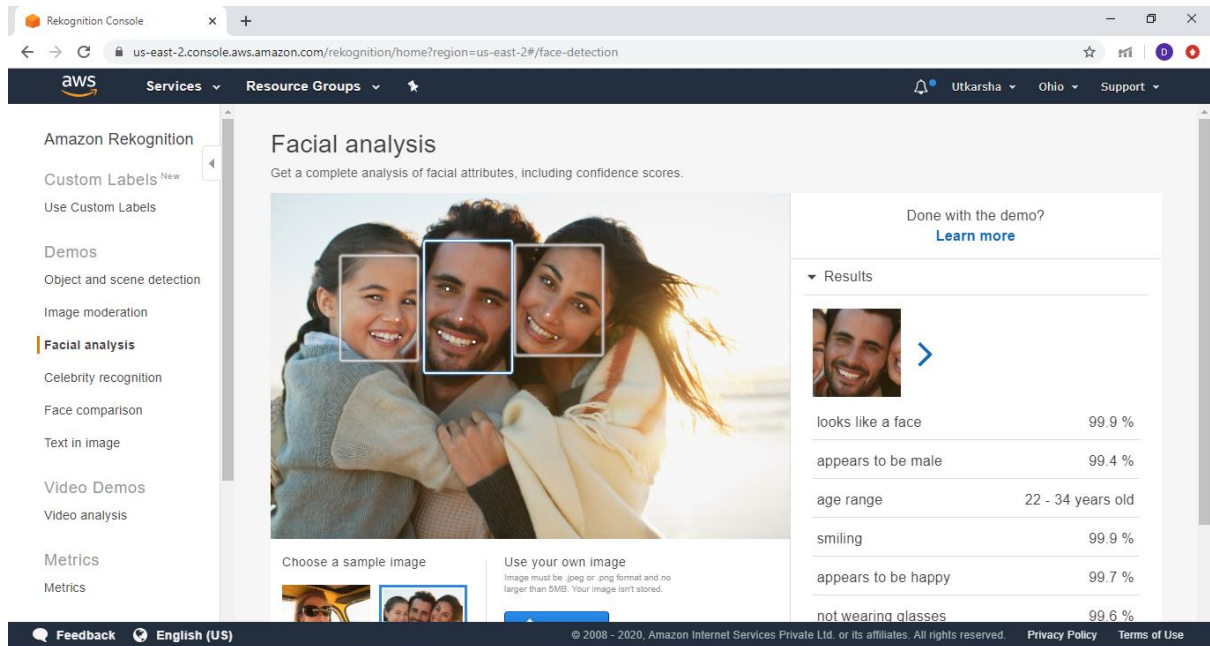 Rekognition Console
us-east-2.console.aws.amazon.com/rekognition/home?region=us-east-2#/face-detection
D
aws Services Resource Groups Utkarsha Ohio Support
Amazon Rekognition
Custom Labels New
Use Custom Labels
Demos
Object and scene detection
Image moderation
Facial analysis
Celebrity recognition
Face comparison
Text in image
Video Demos
Video analysis
Metrics
Metrics
Facial analysis
Get a complete analysis of facial attributes, including confidence scores.
Choose a sample image
Use your own image
Image must be .jpeg or .png format and no
larger than 5MB. Your image isn't stored.
Done with the demo?
Learn more
Results
looks like a face 99.9 %
appears to be male 99.4 %
age range 22 - 34 years old
smiling 99.9 %
appears to be happy 99.7 %
not wearing glasses 99.6 %
Feedback English (US) © 2008 - 2020, Amazon Internet Services Private Ltd. or its affiliates. All rights reserved. Privacy Policy Terms of Use